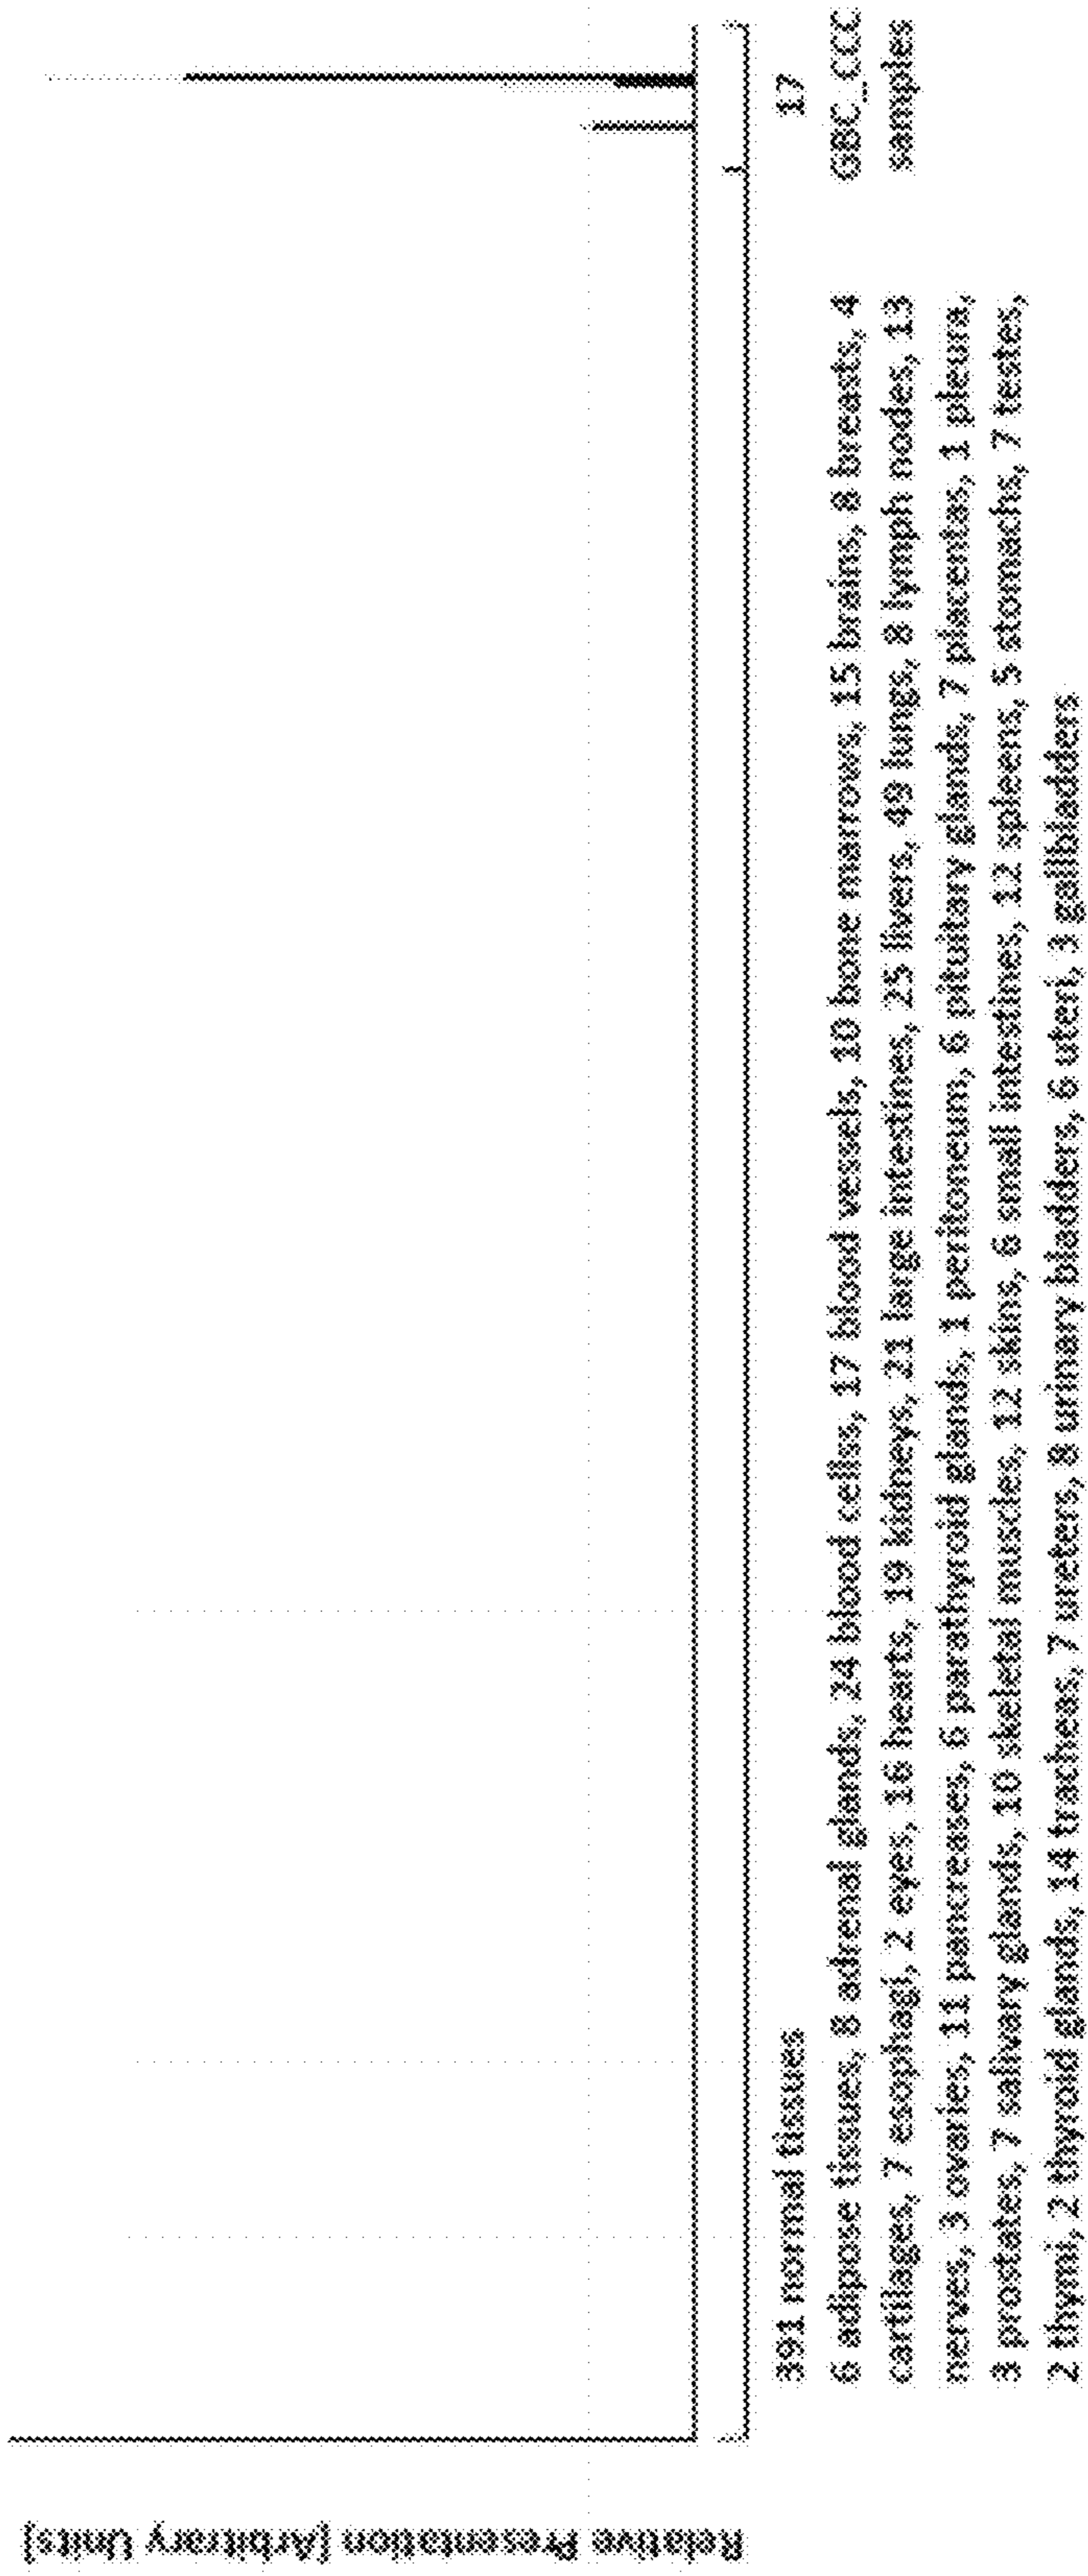 Relative Presentation [Arbitrary Units]
391 normal tissues
6 adipose tissues, 8 adrenal glands, 24 blood cells, 17 blood vessels, 10 bone marrows, 15 brains, 8 breasts, 4
cartilages, 7 esophagi, 2 eyes, 16 hearts, 19 kidneys, 21 large intestines, 25 livers, 49 lungs, 8 lymph nodes, 13
nerves, 3 ovaries, 11 pancreases, 6 parathyroid glands, 1 peritoneum, 6 pituitary glands, 7 placentas, 1 pleura,
3 prostates, 7 salivary glands, 10 skeletal muscles, 12 skins, 6 small intestines, 12 spleens, 5 stomachs, 7 testes,
2 thymi, 2 thyroid glands, 14 tracheas, 7 ureters, 8 urinary bladders, 6 uteri, 3 gallbladders
17
GBC_CCC
samples